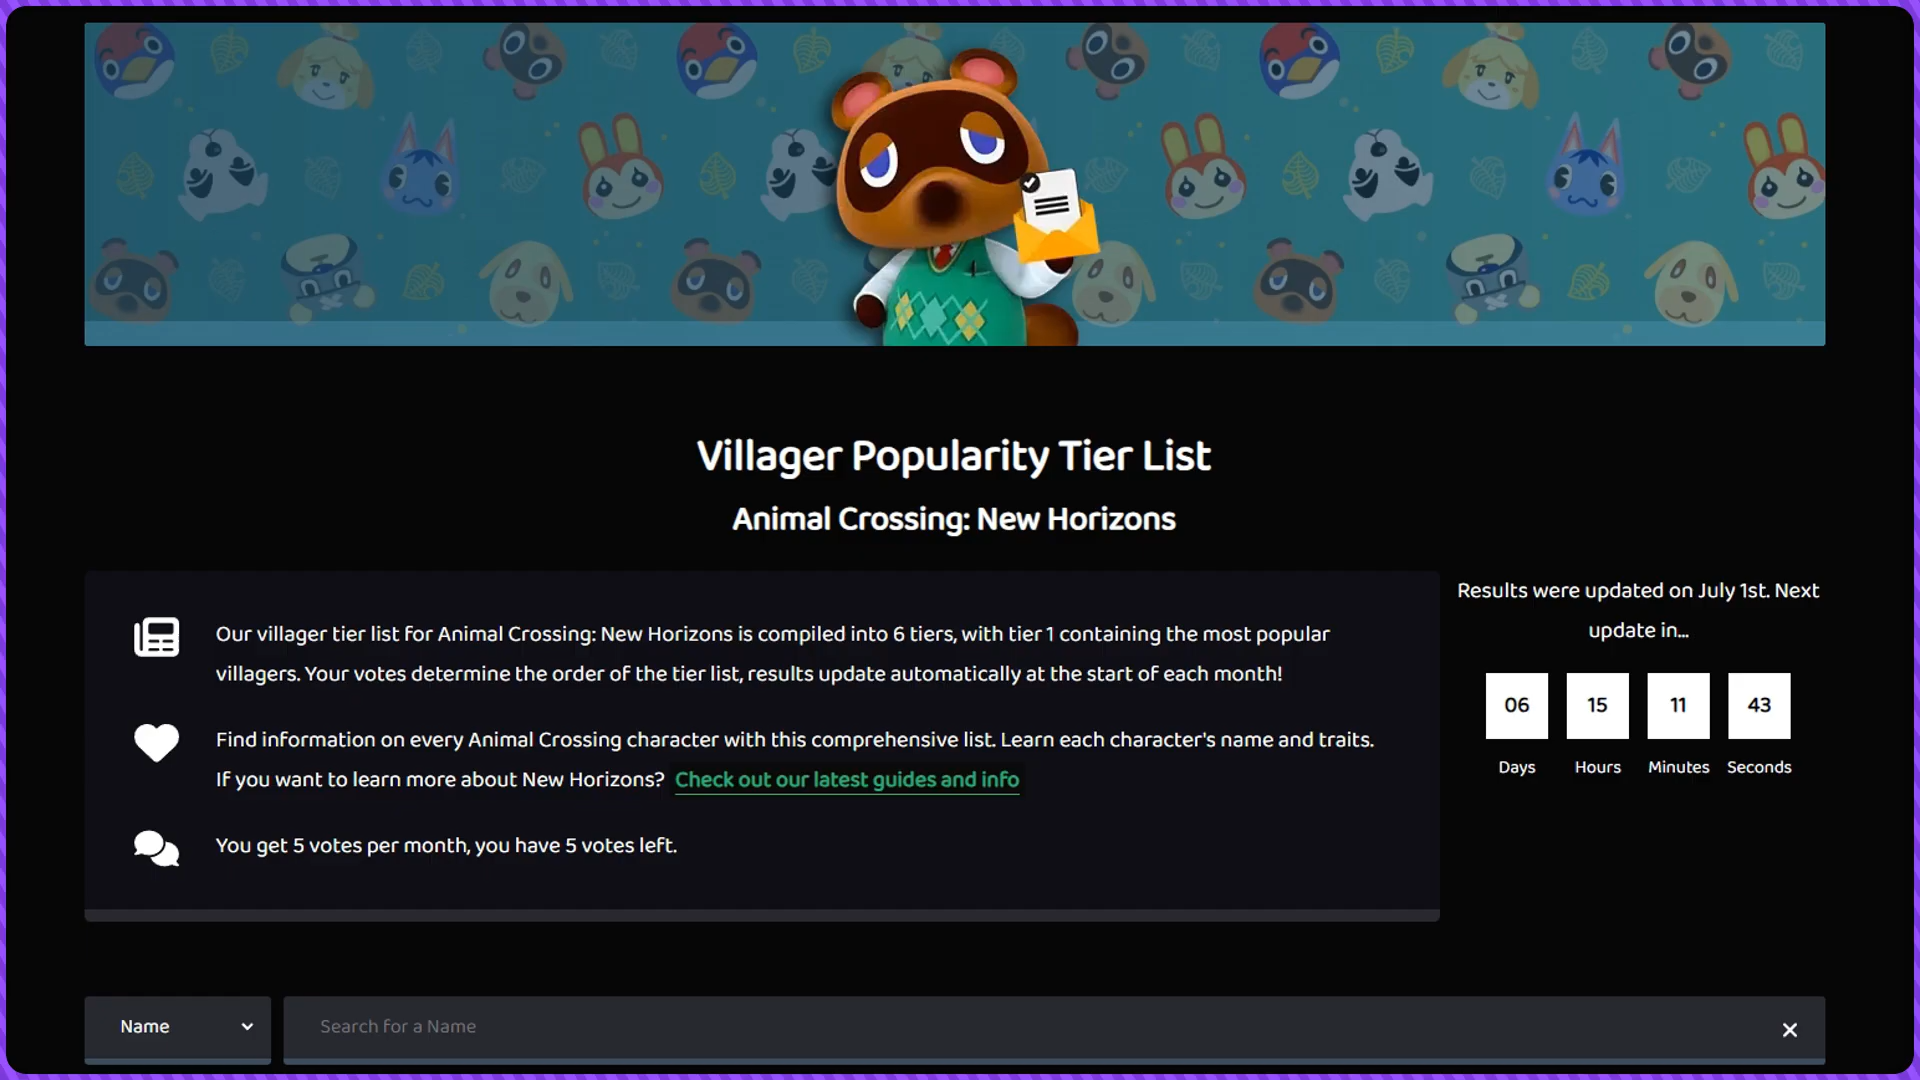 Villager Popularity Tier List
Animal Crossing: New Horizons
Our villager tier list for Animal Crossing: New Horizons is compiled into 6 tiers, with tier 1 containing the most popular
villagers. Your votes determine the order of the tier list, results update automatically at the start of each month!
Find information on every Animal Crossing character with this comprehensive list. Learn each character's name and traits.
If you want to learn more about New Horizons? Check out our latest guides and info
You get 5 votes per month, you have 5 votes left.
Results were updated on July 1st. Next
update in...
06 15 11 43
Days Hours Minutes Seconds
Name
Search for a Name